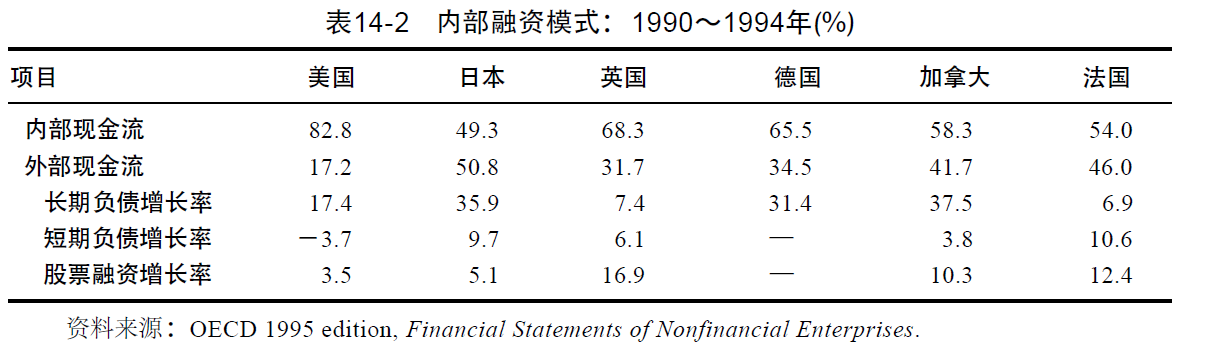 表14-2 内部融资模式：1990～1994年(%)
项目 美国 日本 英国 德国 加拿大 法国
内部现金流 82.8 49.3 68.3 65.5 58.3 54.0
外部现金流 17.2 50.8 31.7 34.5 41.7 46.0
长期负债增长率 17.4 35.9 7.4 31.4 37.5 6.9
短期负债增长率 －3.7 9.7 6.1 — 3.8 10.6
股票融资增长率 3.5 5.1 16.9 — 10.3 12.4
资料来源：OECD 1995 edition, Financial Statements of Nonfinancial Enterprises.